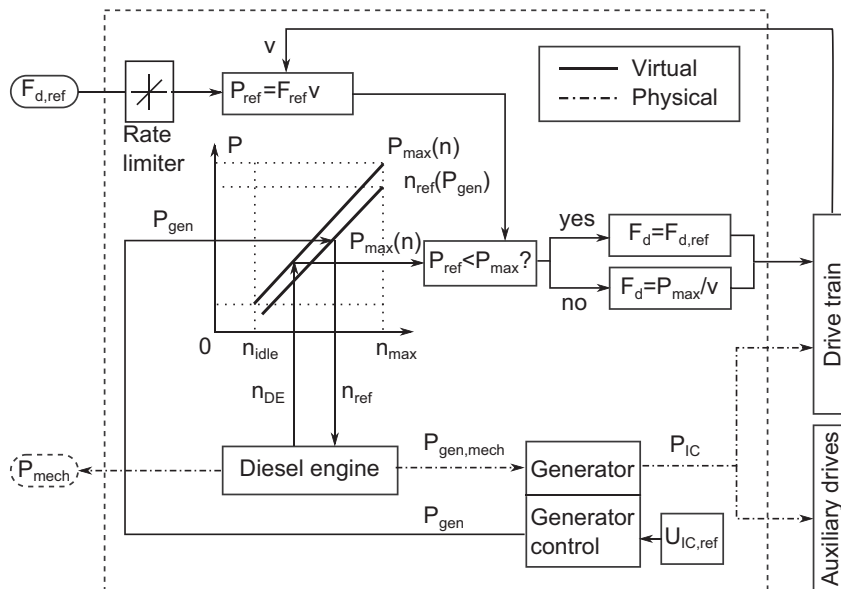 v
Virtual
Physical
F_d,ref
P_ref=F_ref v
Rate
limiter
P
P_max(n)
n_ref(P_gen)
P_gen
P_max(n)
P_ref<P_max?
yes
no
F_d=F_d,ref
F_d=P_max/v
Drive train
0
n_idle
n_max
n_DE
n_ref
P_mech
Diesel engine
P_gen,mech
Generator
P_IC
P_gen
Generator
control
U_IC,ref
Auxiliary drives